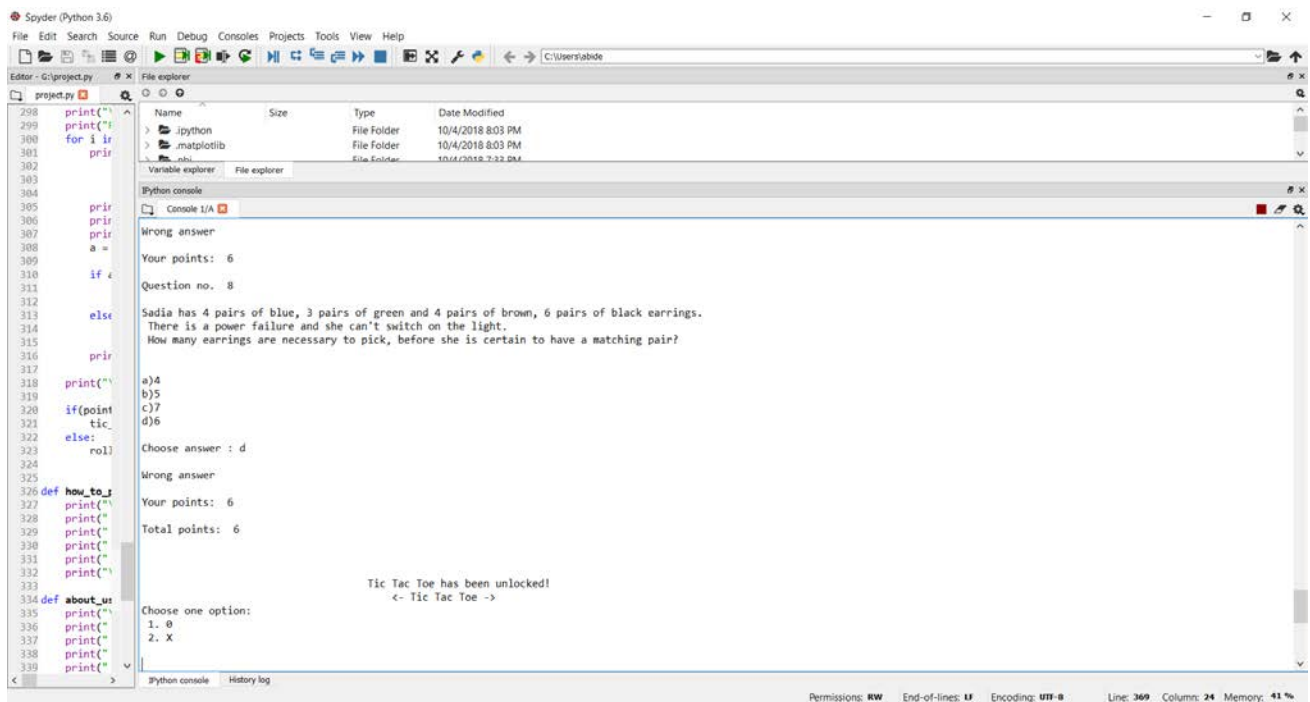 Spyder (Python 3.6)
File Edit Search Source Run Debug Consoles Projects Tools View Help
C:\Users\abide
Editor - G:\project.py
project.py
298 print("\
299 print("
300 for i in
301 prin
302
303
304
305 prin
306 prin
307 prin
308 a =
309
310 if
311
312
313 else
314
315
316 prin
317
318 print("\
319
320 if(point
321 tic_
322 else:
323 roll
324
325
326 def how_to_p
327 print("\
328 print("
329 print("
330 print("
331 print("
332 print("\
333
334 def about_us
335 print("\
336 print("
337 print("
338 print("
339 print("
File explorer
Name Size Type Date Modified
.ipython File Folder 10/4/2018 8:03 PM
.matplotlib File Folder 10/4/2018 8:03 PM
File Folder 10/4/2018 7:33 PM
Variable explorer File explorer
IPython console
Console 1/A
Wrong answer
Your points: 6
Question no. 8
Sadia has 4 pairs of blue, 3 pairs of green and 4 pairs of brown, 6 pairs of black earrings.
There is a power failure and she can't switch on the light.
How many earrings are necessary to pick, before she is certain to have a matching pair?
a)4
b)5
c)7
d)6
Choose answer : d
Wrong answer
Your points: 6
Total points: 6
Tic Tac Toe has been unlocked!
<- Tic Tac Toe ->
Choose one option:
1. 0
2. X
IPython console History log
Permissions: RW End-of-lines: LF Encoding: UTF-8 Line: 369 Column: 24 Memory: 41 %